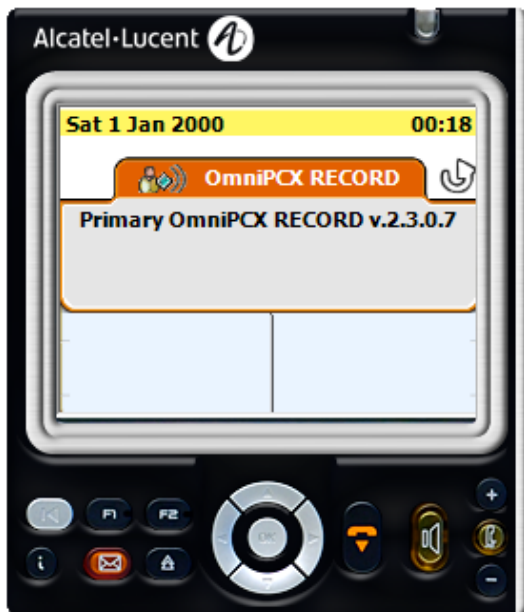 Alcatel·Lucent
Sat 1 Jan 2000 00:18
OmniPCX RECORD
Primary OmniPCX RECORD v.2.3.0.7
F1 F2 OK +
i -